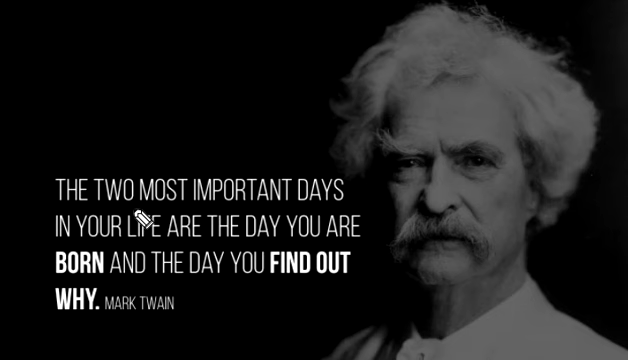 THE TWO MOST IMPORTANT DAYS
IN YOUR LIFE ARE THE DAY YOU ARE
BORN AND THE DAY YOU FIND OUT
WHY. MARK TWAIN